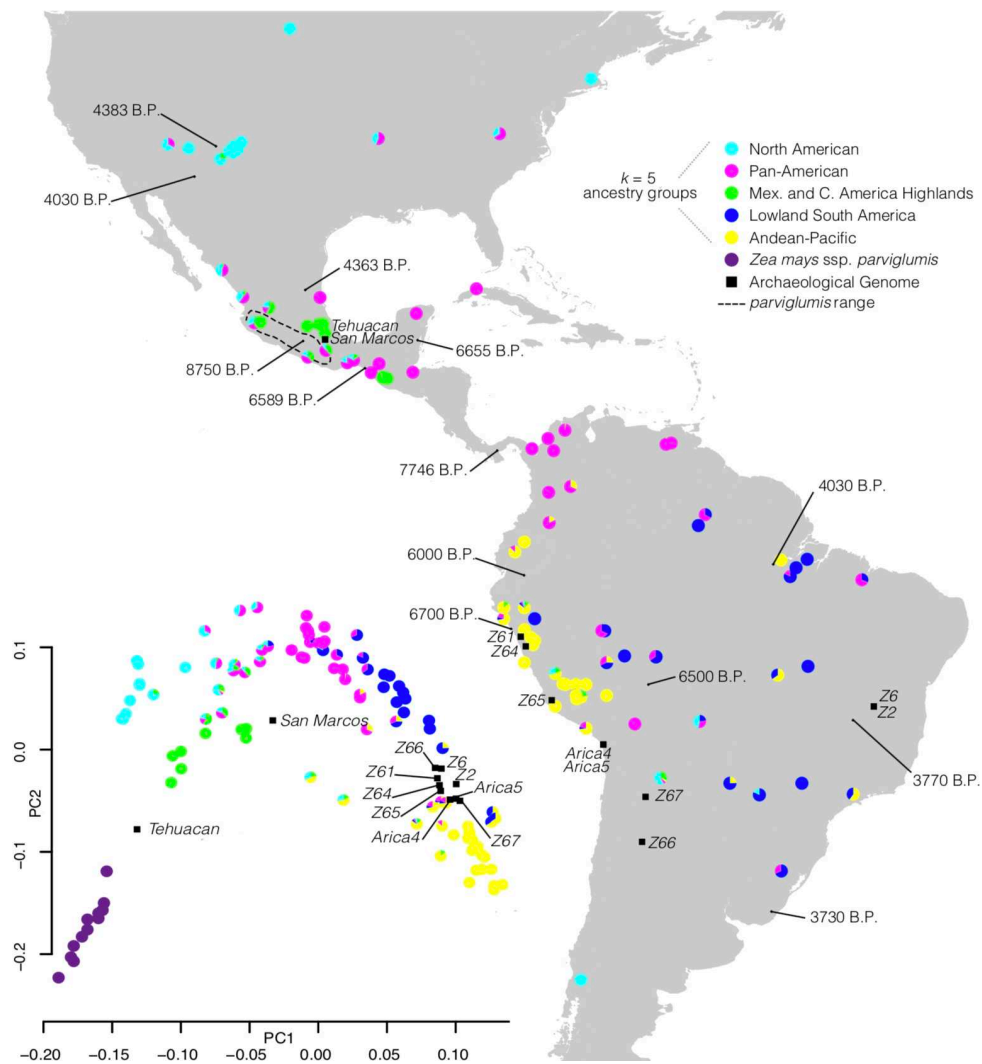 4383 B.P.
4030 B.P.
k = 5
ancestry groups
North American
Pan-American
Mex. and C. America Highlands
Lowland South America
Andean-Pacific
Zea mays ssp. parviglumis
Archaeological Genome
parviglumis range
4363 B.P.
Tehuacan
San Marcos
8750 B.P.
6655 B.P.
6589 B.P.
7746 B.P.
4030 B.P.
6000 B.P.
6700 B.P.
Z61
Z64
6500 B.P.
Z65
Z6
Z2
Arica4
Arica5
3770 B.P.
Z67
Z66
3730 B.P.
0.1
0.0
−0.1
−0.2
PC2
San Marcos
Z66
Z6
Z61
Z2
Z64
Arica5
Z65
Arica4
Z67
Tehuacan
PC1
−0.20
−0.15
−0.10
−0.05
0.00
0.05
0.10